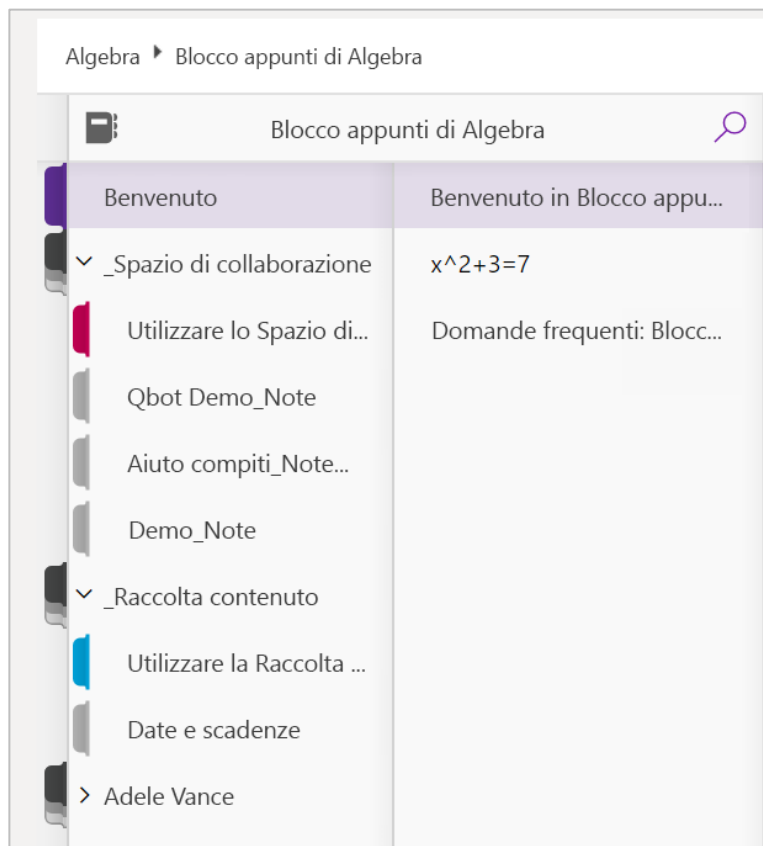 Algebra Blocco appunti di Algebra
Blocco appunti di Algebra
Benvenuto
_Spazio di collaborazione
Utilizzare lo Spazio di...
Qbot Demo_Note
Aiuto compiti_Note...
Demo_Note
_Raccolta contenuto
Utilizzare la Raccolta ...
Date e scadenze
Adele Vance
Benvenuto in Blocco appu...
x^2+3=7
Domande frequenti: Blocc...